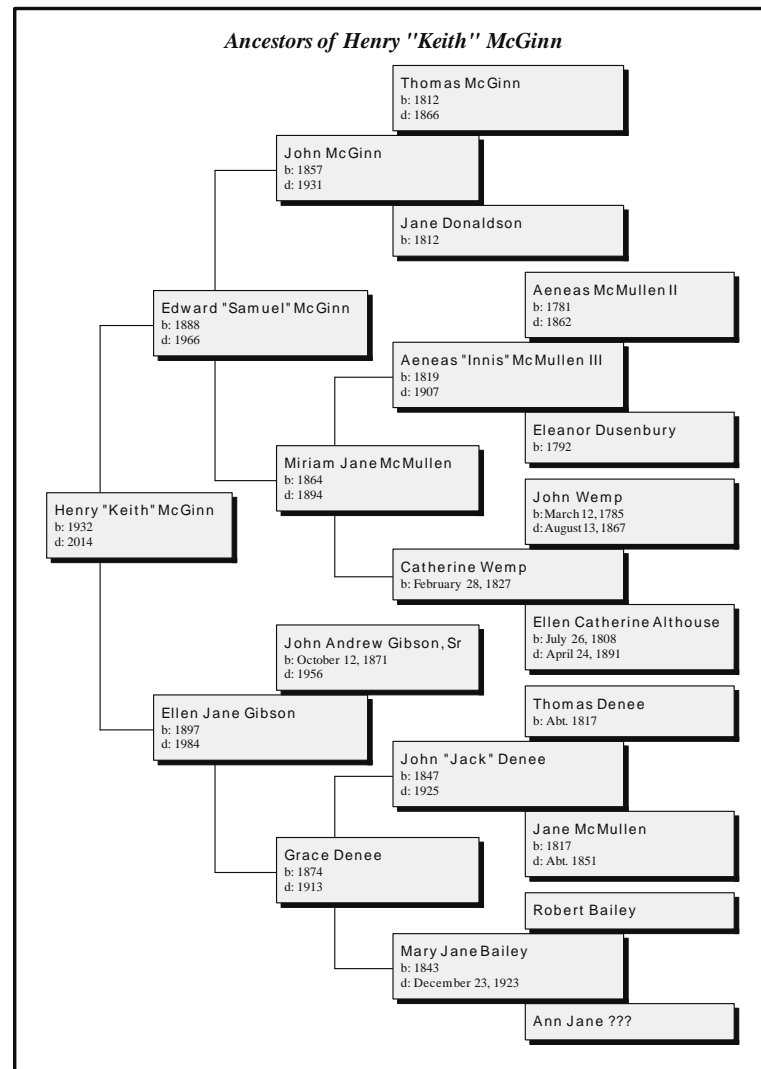 Ancestors of Henry "Keith" McGinn
Thomas McGinn
b: 1812
d: 1866
John McGinn
b: 1857
d: 1931
Jane Donaldson
b: 1812
Aeneas McMullen II
b: 1781
d: 1862
Edward "Samuel" McGinn
b: 1888
d: 1966
Aeneas "Innis" McMullen III
b: 1819
d: 1907
Eleanor Dusenbury
b: 1792
Miriam Jane McMullen
b: 1864
d: 1894
John Wemp
b: March 12, 1785
d: August 13, 1867
Henry "Keith" McGinn
b: 1932
d: 2014
Catherine Wemp
b: February 28, 1827
Ellen Catherine Althouse
b: July 26, 1808
d: April 24, 1891
John Andrew Gibson, Sr
b: October 12, 1871
d: 1956
Ellen Jane Gibson
b: 1897
d: 1984
Thomas Denee
b: Abt. 1817
John "Jack" Denee
b: 1847
d: 1925
Jane McMullen
b: 1817
d: Abt. 1851
Grace Denee
b: 1874
d: 1913
Robert Bailey
Mary Jane Bailey
b: 1843
d: December 23, 1923
Ann Jane ???